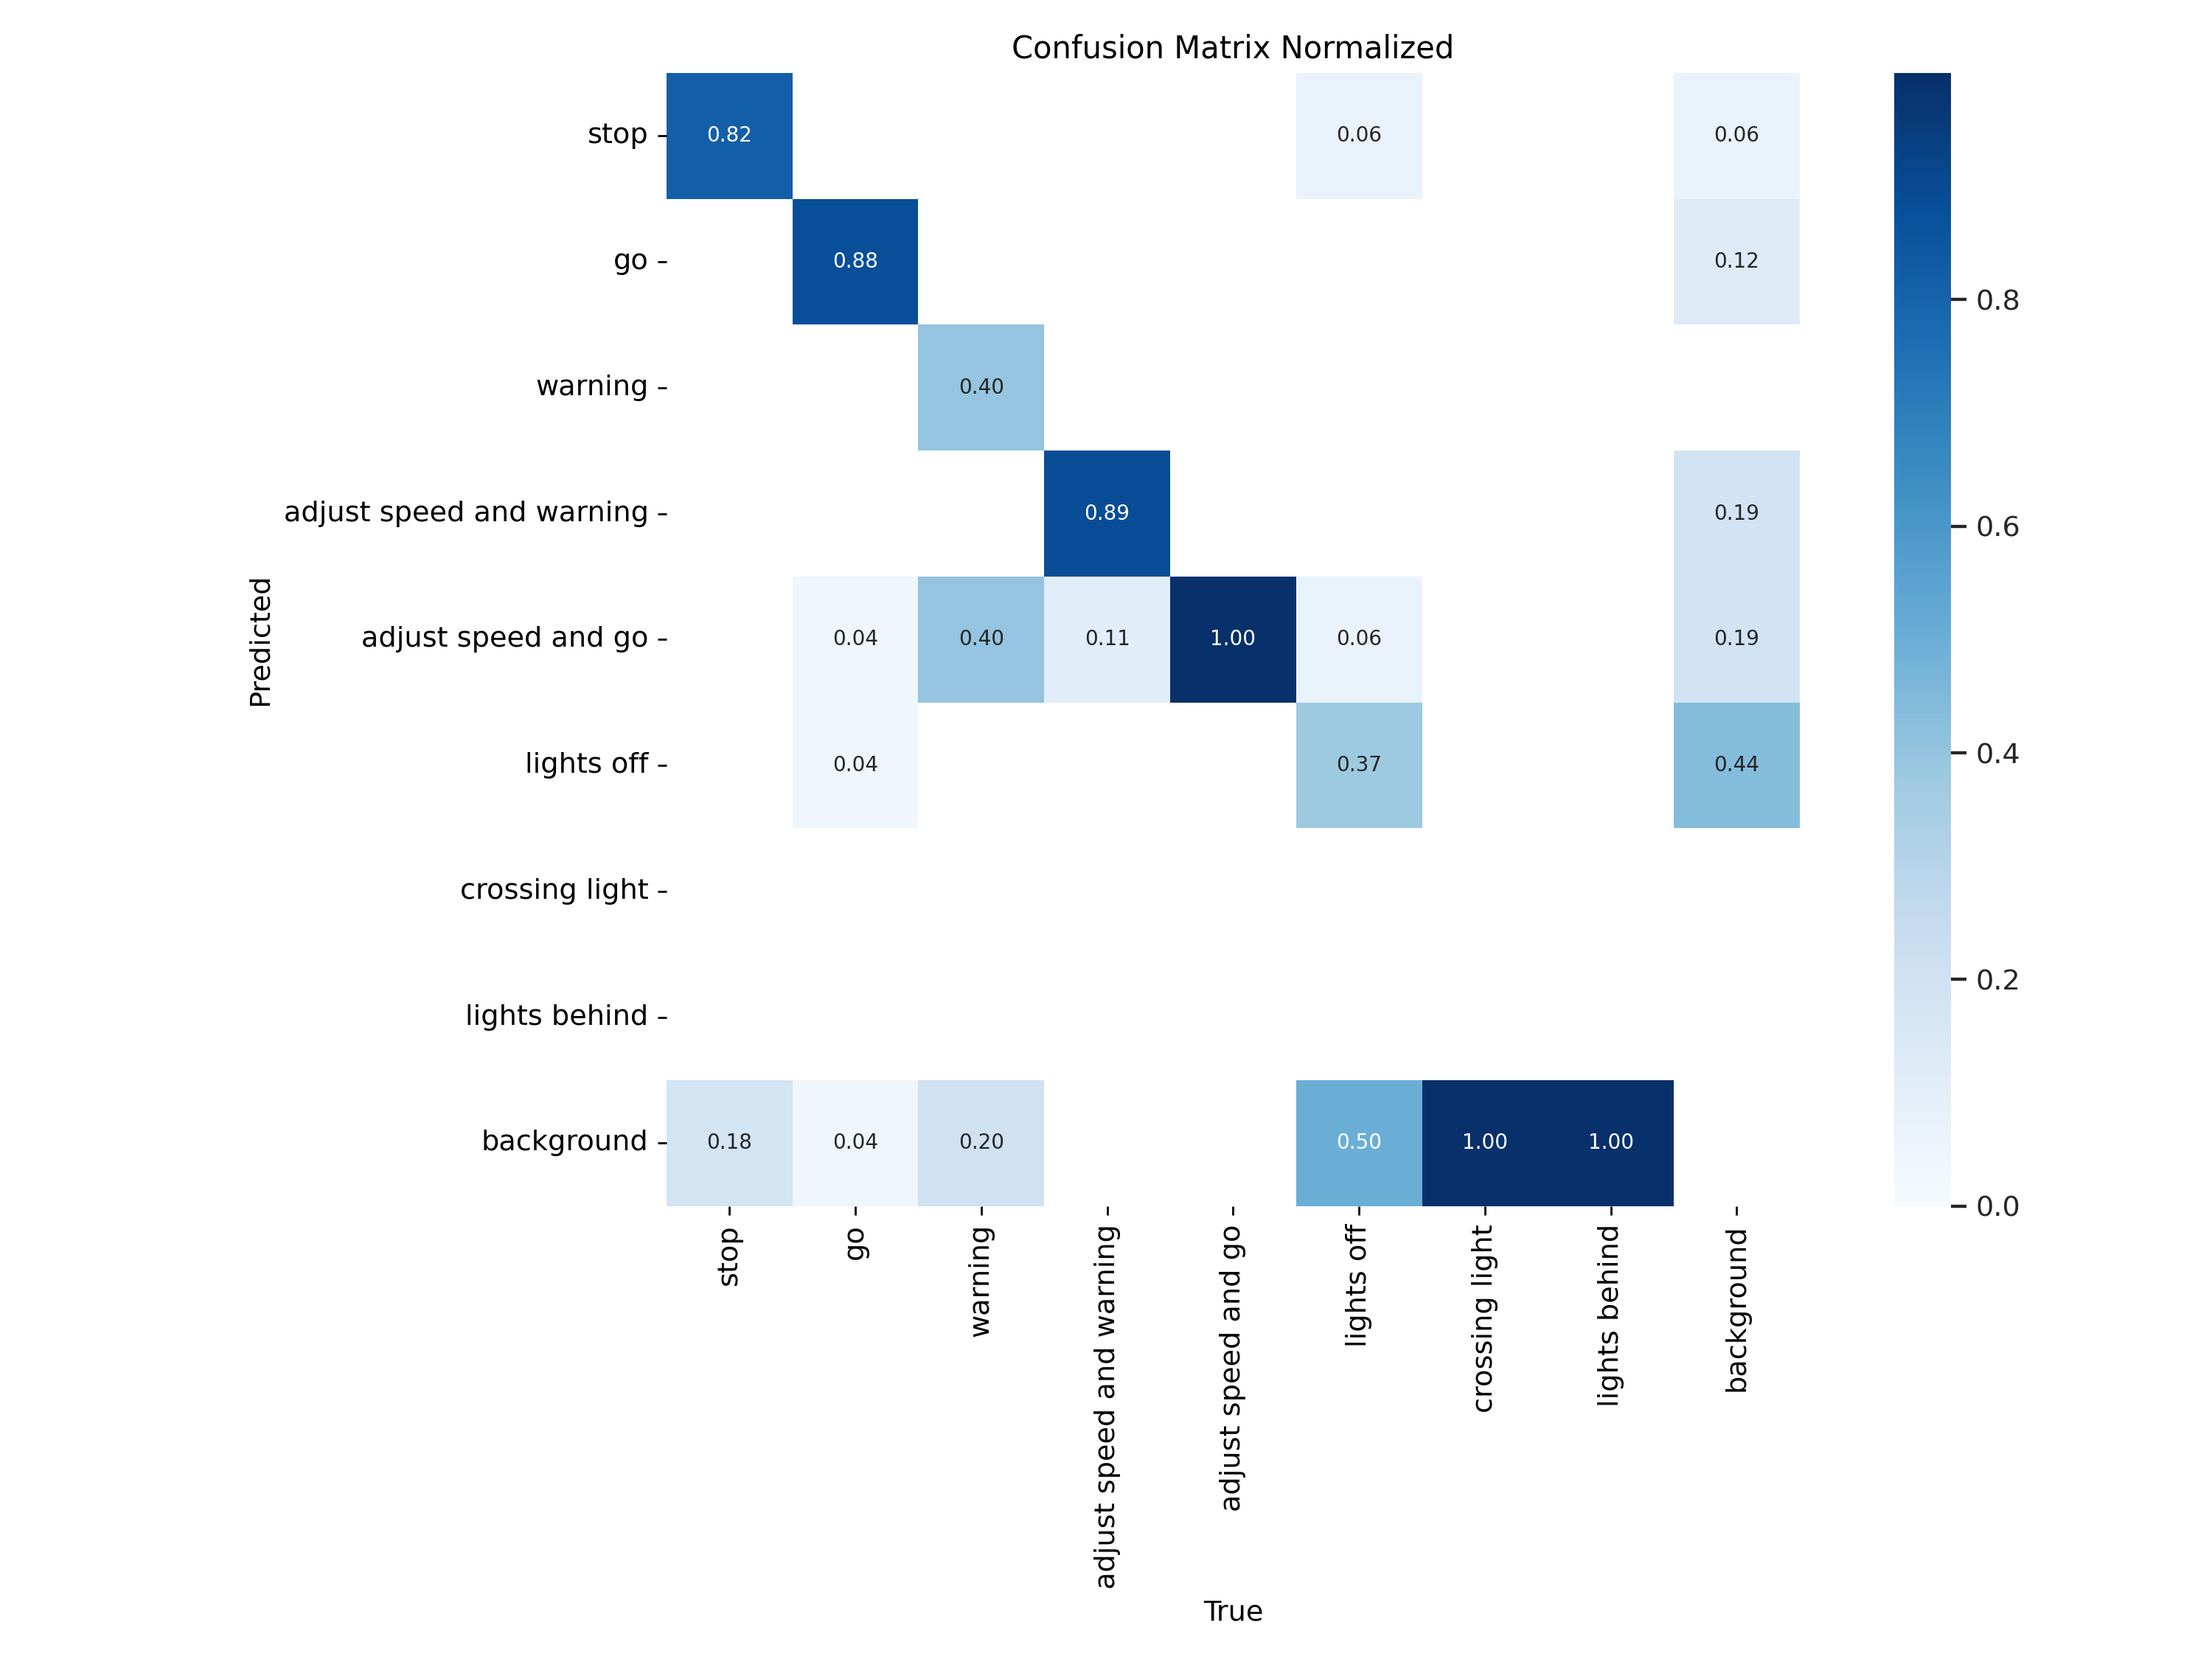 Confusion Matrix Normalized
stop
0.82
0.06
0.06
go
0.88
0.12
0.8
warning
0.40
adjust speed and warning
0.89
0.19
0.6
Predicted
adjust speed and go
0.04
0.40
0.11
1.00
0.06
0.19
lights off
0.04
0.37
0.44
0.4
crossing light
lights behind
0.2
background
0.18
0.04
0.20
0.50
1.00
1.00
0.0
stop
go
warning
adjust speed and warning
adjust speed and go
lights off
crossing light
lights behind
background
True